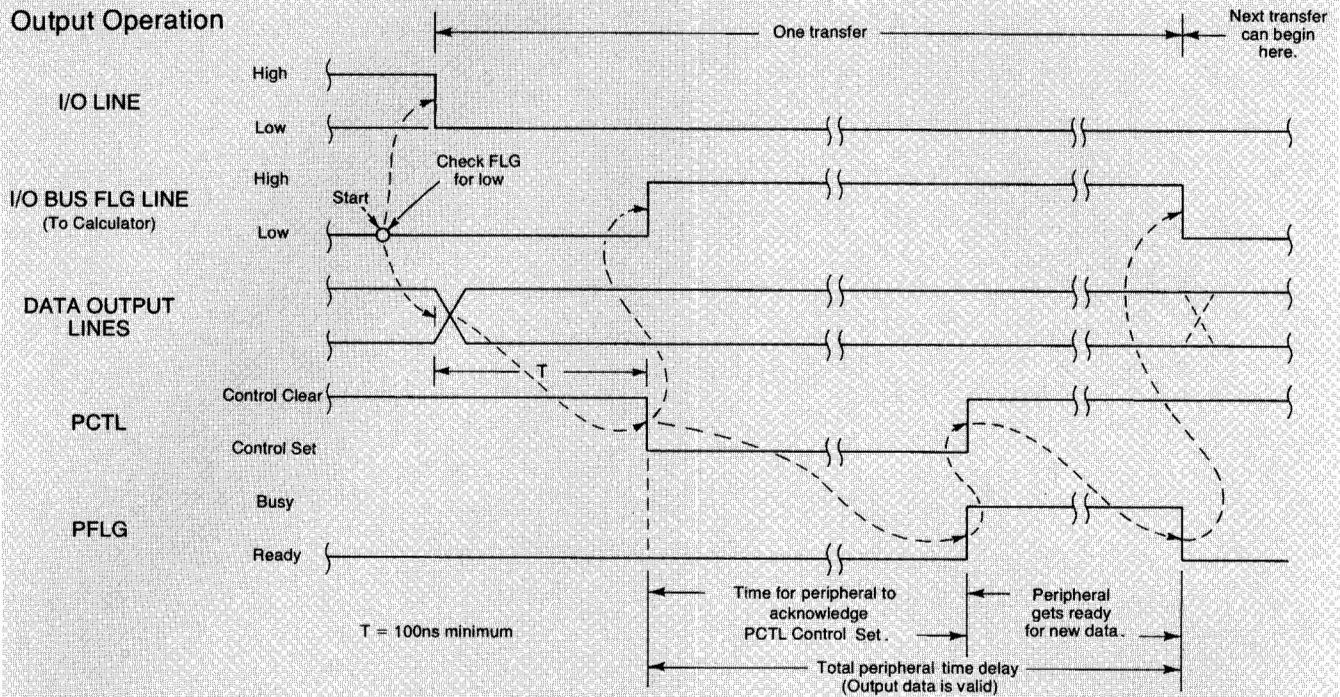 Output Operation
One transfer
Next transfer
can begin
here.
I/O LINE
High
Low
I/O BUS FLG LINE
(To Calculator)
High
Low
Start
Check FLG
for low
DATA OUTPUT
LINES
T
PCTL
Control Clear
Control Set
PFLG
Busy
Ready
T = 100ns minimum
Time for peripheral to
acknowledge
PCTL Control Set.
Peripheral
gets ready
for new data.
Total peripheral time delay
(Output data is valid)